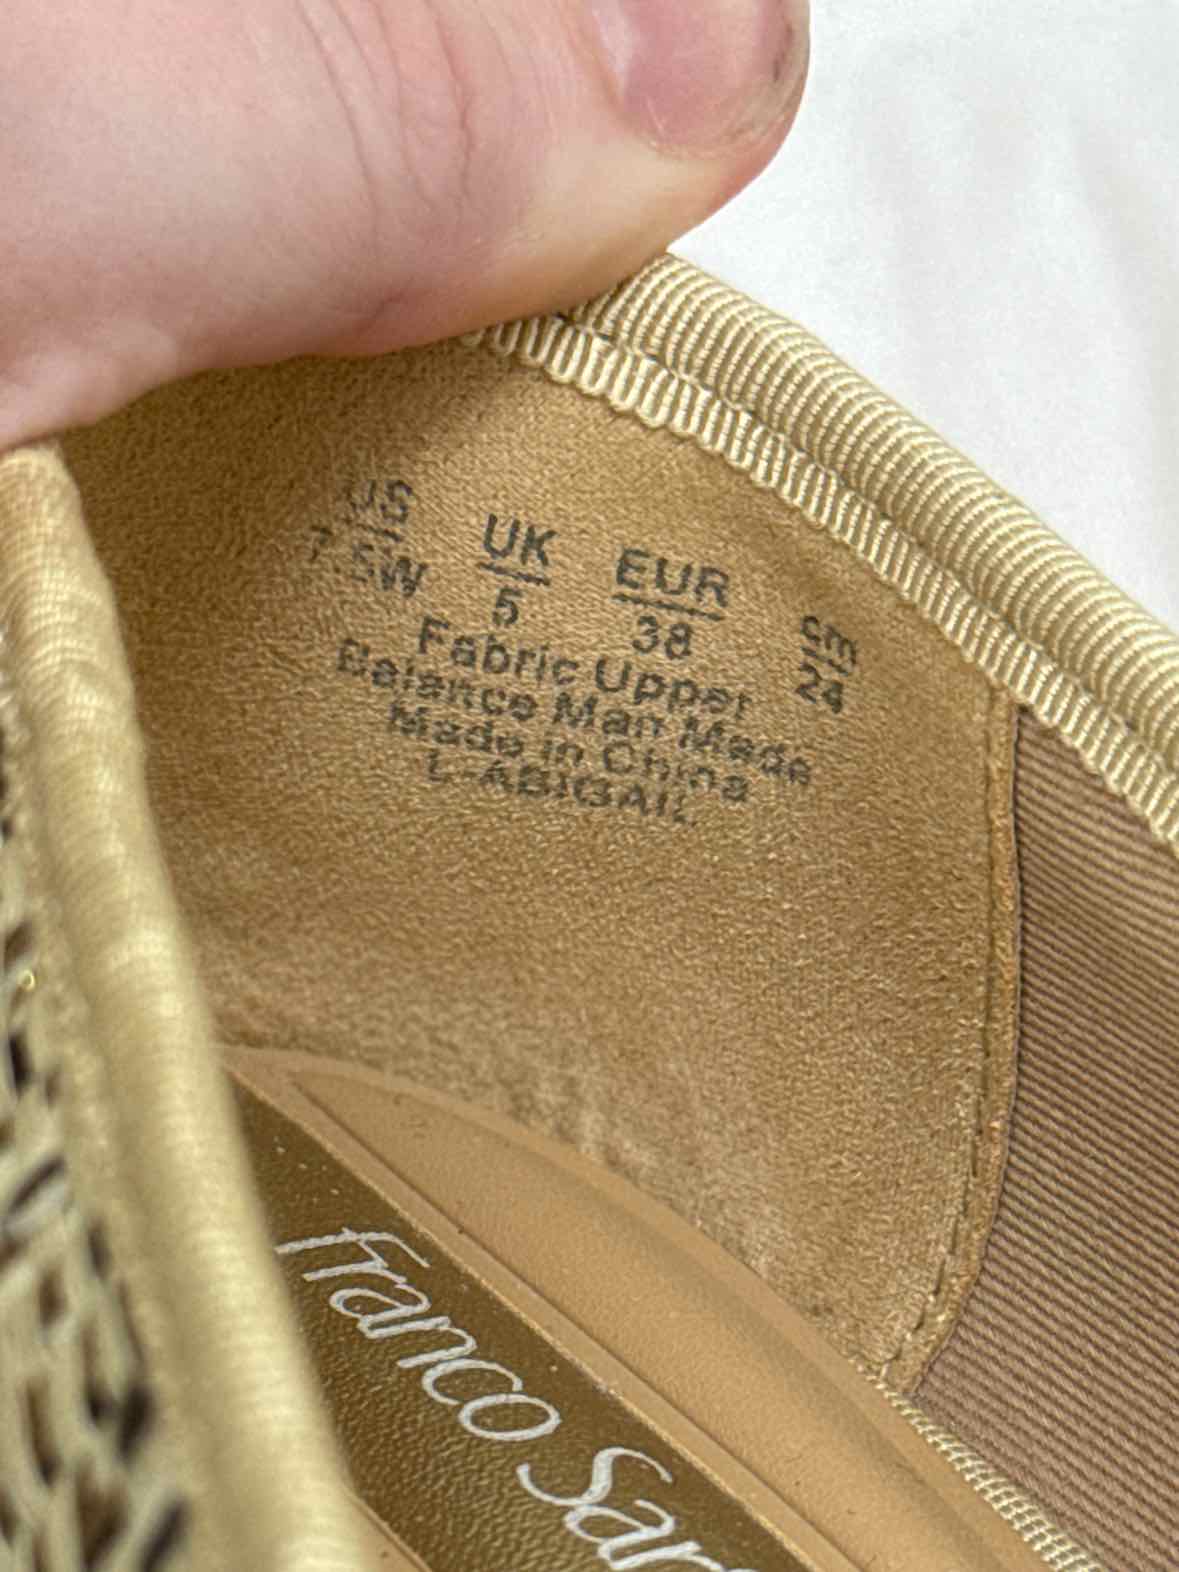 US UK EUR cm
7.5W 5 38 24
Fabric Upper
Balance Man Made
Made in China
L-ABIGAIL
Franco Sar